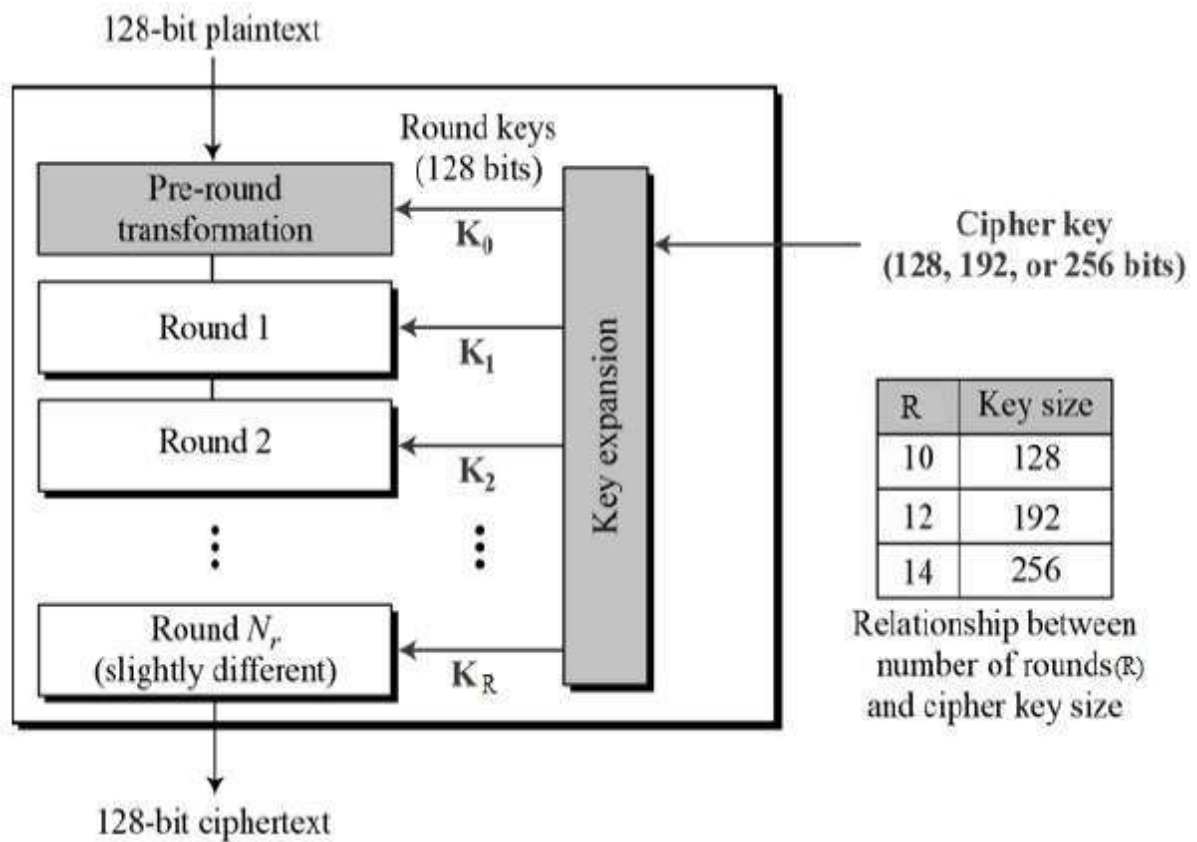 128-bit plaintext
Round keys
(128 bits)
Pre-round
transformation
K0
Cipher key
(128, 192, or 256 bits)
Round 1
K1
Round 2
K2
Key expansion
Round Nr
(slightly different)
KR
R Key size
10 128
12 192
14 256
Relationship between
number of rounds(R)
and cipher key size
128-bit ciphertext